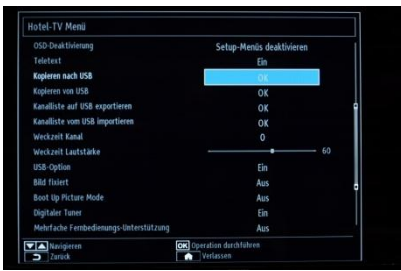 Hotel-TV Menü
OSD-Deaktivierung Setup-Menüs deaktivieren
Teletext Ein
Kopieren nach USB OK
Kopieren von USB OK
Kanalliste auf USB exportieren OK
Kanalliste vom USB importieren OK
Weckzeit Kanal 0
Weckzeit Lautstärke 60
USB-Option Ein
Bild fixiert Aus
Boot Up Picture Mode Aus
Digitaler Tuner Ein
Mehrfache Fernbedienungs-Unterstützung Aus
Navigieren OK Operation durchführen
Zurück Verlassen